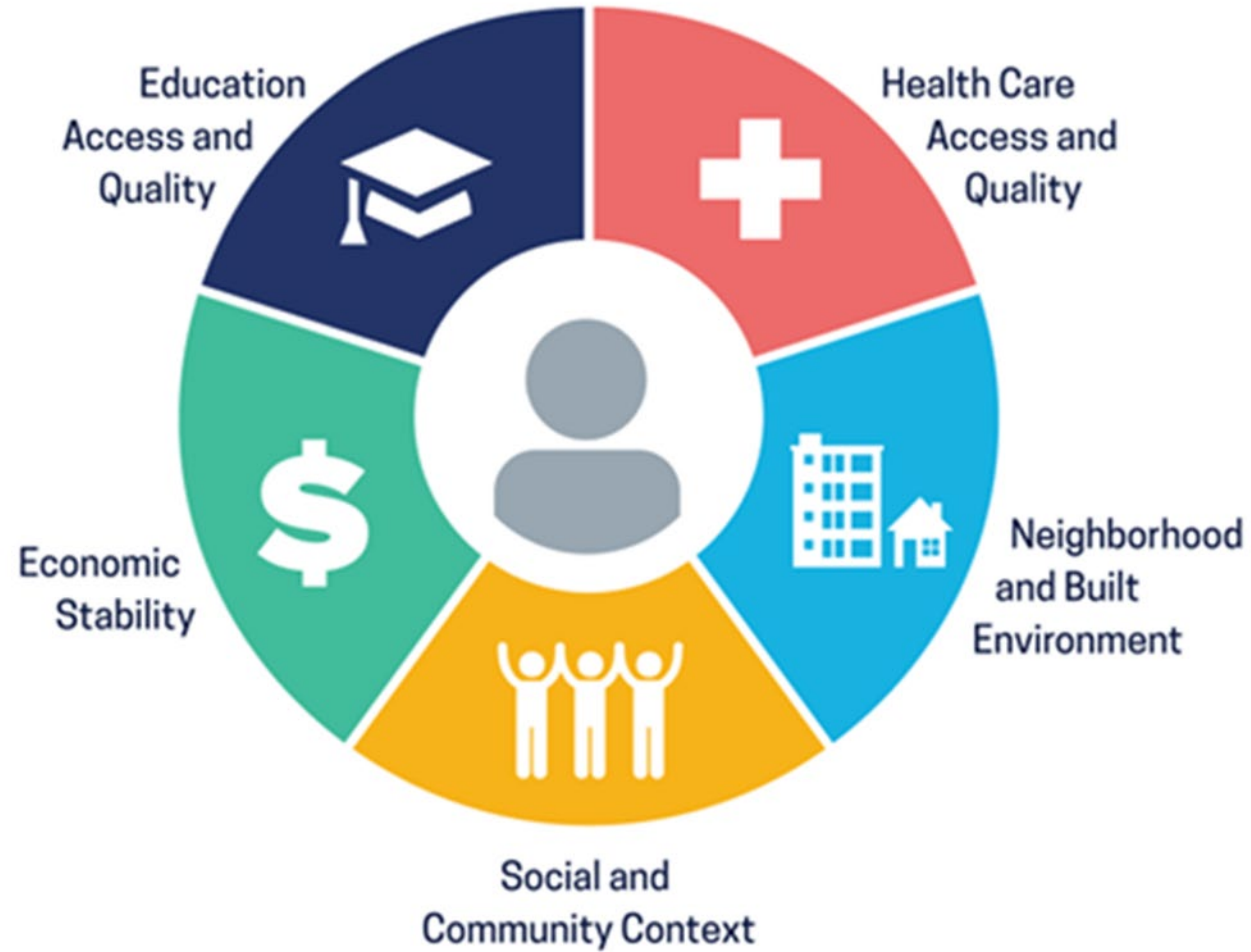 Education
Access and
Quality
Health Care
Access and
Quality
Economic
Stability
Neighborhood
and Built
Environment
Social and
Community Context